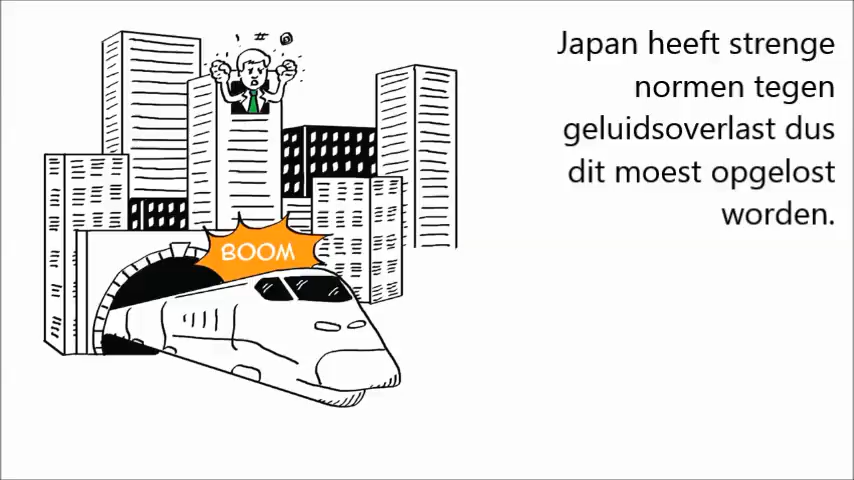 Japan heeft strenge
normen tegen
geluidsoverlast dus
dit moest opgelost
worden.
BOOM